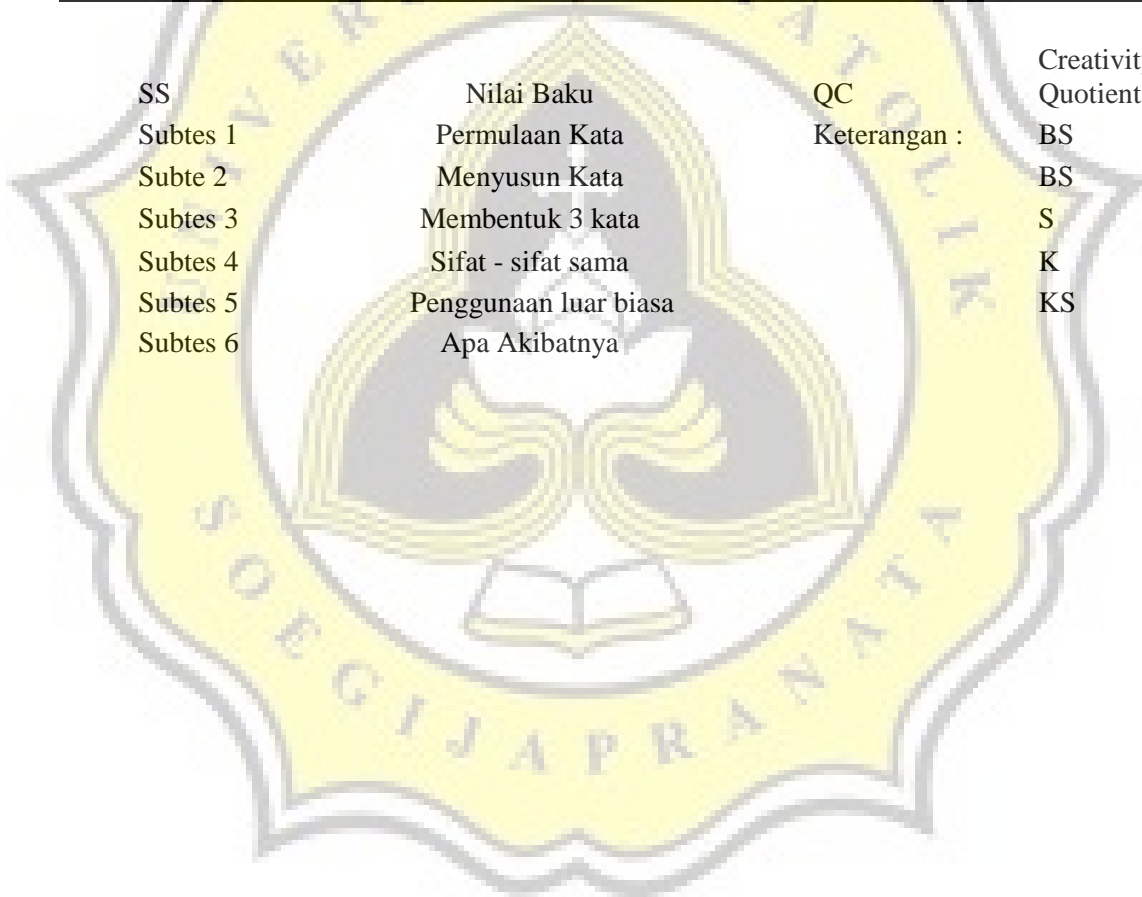 Creativit
SS Nilai Baku QC Quotient
Subtes 1 Permulaan Kata Keterangan : BS
Subte 2 Menyusun Kata BS
Subtes 3 Membentuk 3 kata S
Subtes 4 Sifat - sifat sama K
Subtes 5 Penggunaan luar biasa KS
Subtes 6 Apa Akibatnya
SOEGIJAPRANATA